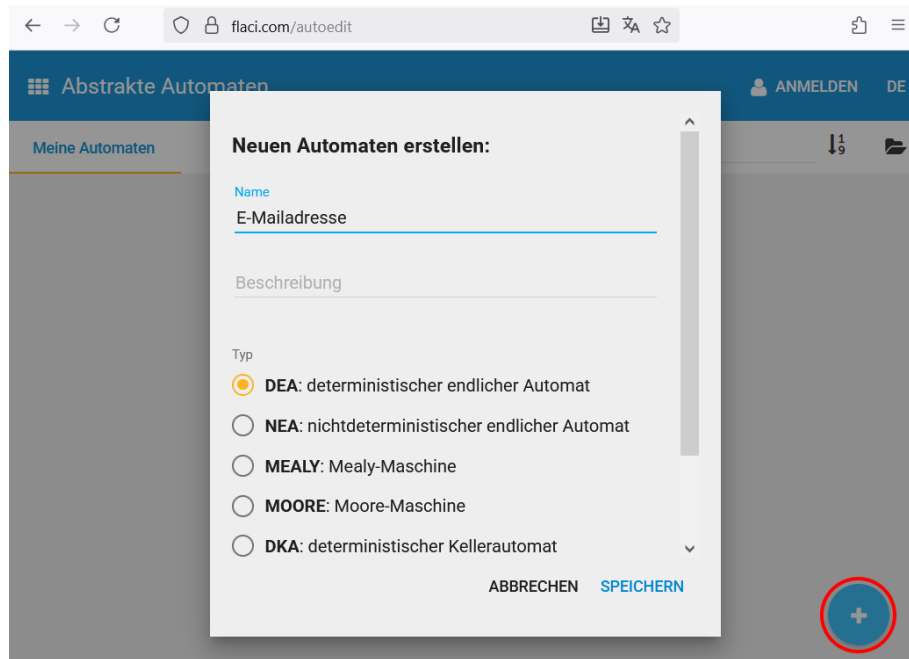 flaci.com/autoedit
Abstrakte Automaten
ANMELDEN
DE
Meine Automaten
Neuen Automaten erstellen:
Name
E-Mailadresse
Beschreibung
Typ
DEA: deterministischer endlicher Automat
NEA: nichtdeterministischer endlicher Automat
MEALY: Mealy-Maschine
MOORE: Moore-Maschine
DKA: deterministischer Kellerautomat
ABBRECHEN SPEICHERN